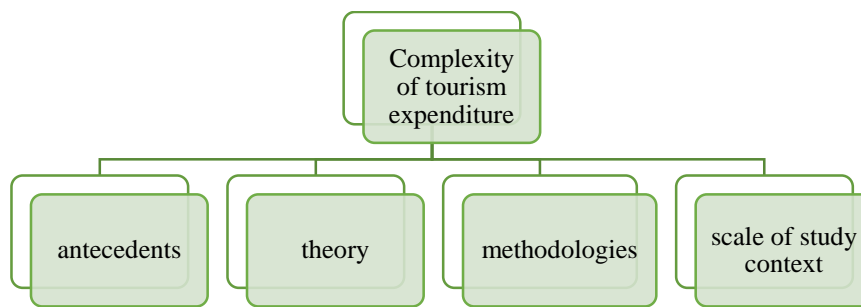 Complexity
of tourism
expenditure
antecedents
theory
methodologies
scale of study
context